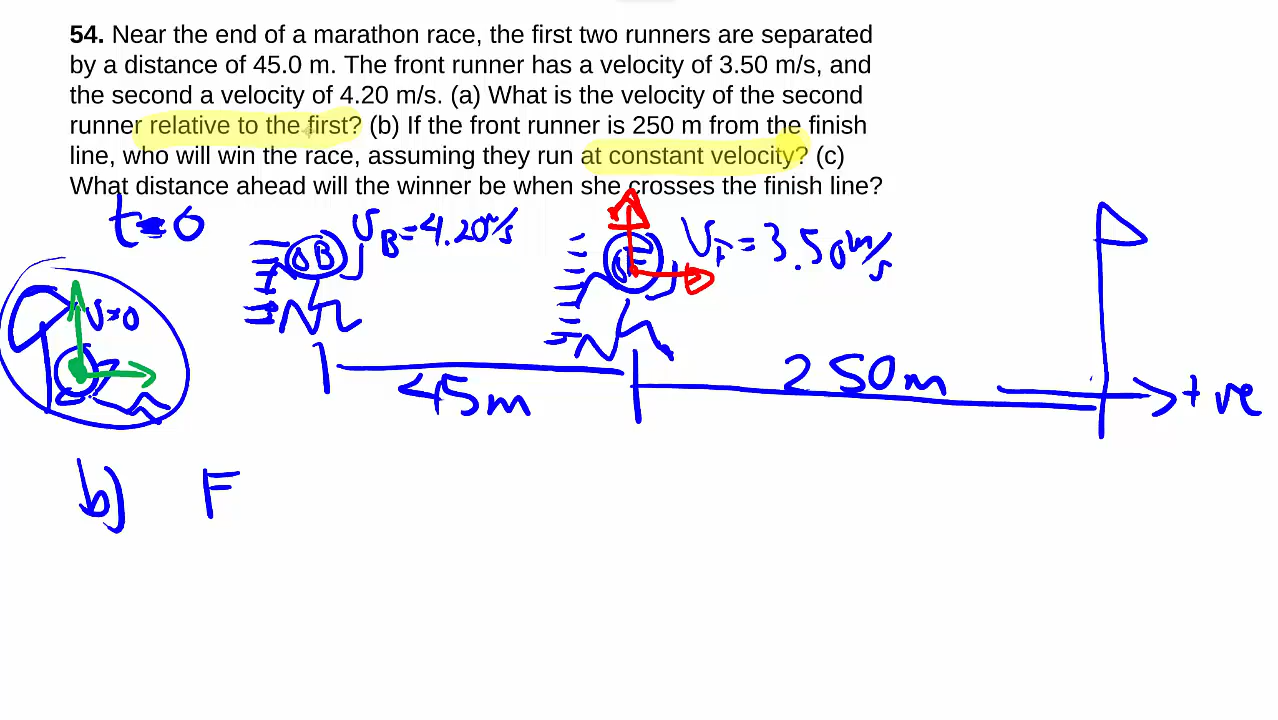 54. Near the end of a marathon race, the first two runners are separated
by a distance of 45.0 m. The front runner has a velocity of 3.50 m/s, and
the second a velocity of 4.20 m/s. (a) What is the velocity of the second
runner relative to the first? (b) If the front runner is 250 m from the finish
line, who will win the race, assuming they run at constant velocity? (c)
What distance ahead will the winner be when she crosses the finish line?
t=0
B
V_B=4.20m/s
F
V_F=3.50m/s
V=0
45m
250m
+ve
b) F